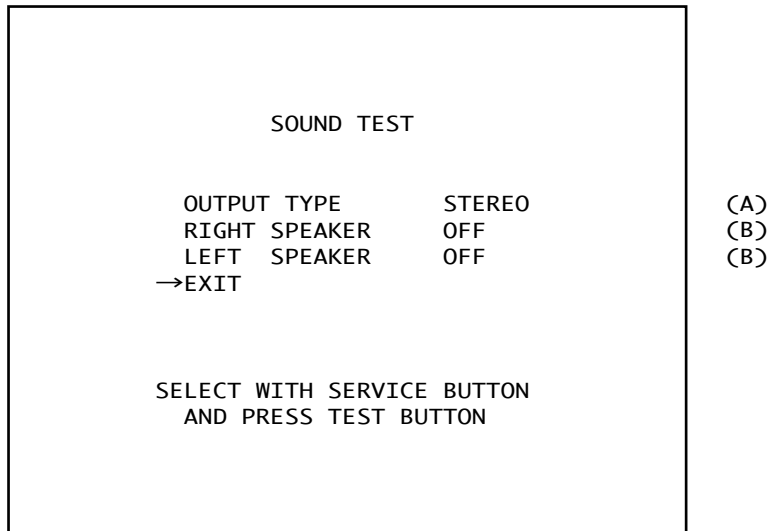 SOUND TEST
OUTPUT TYPE STEREO (A)
RIGHT SPEAKER OFF (B)
LEFT SPEAKER OFF (B)
→EXIT
SELECT WITH SERVICE BUTTON
AND PRESS TEST BUTTON